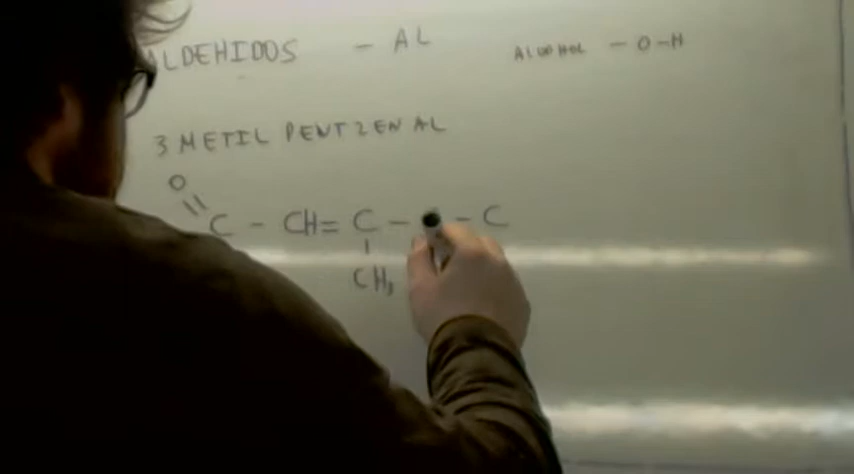 ALDEHIDOS - AL
ALCOHOL - O-H
3 METIL PENT 2 EN AL
O
C - CH = C - - C
CH3